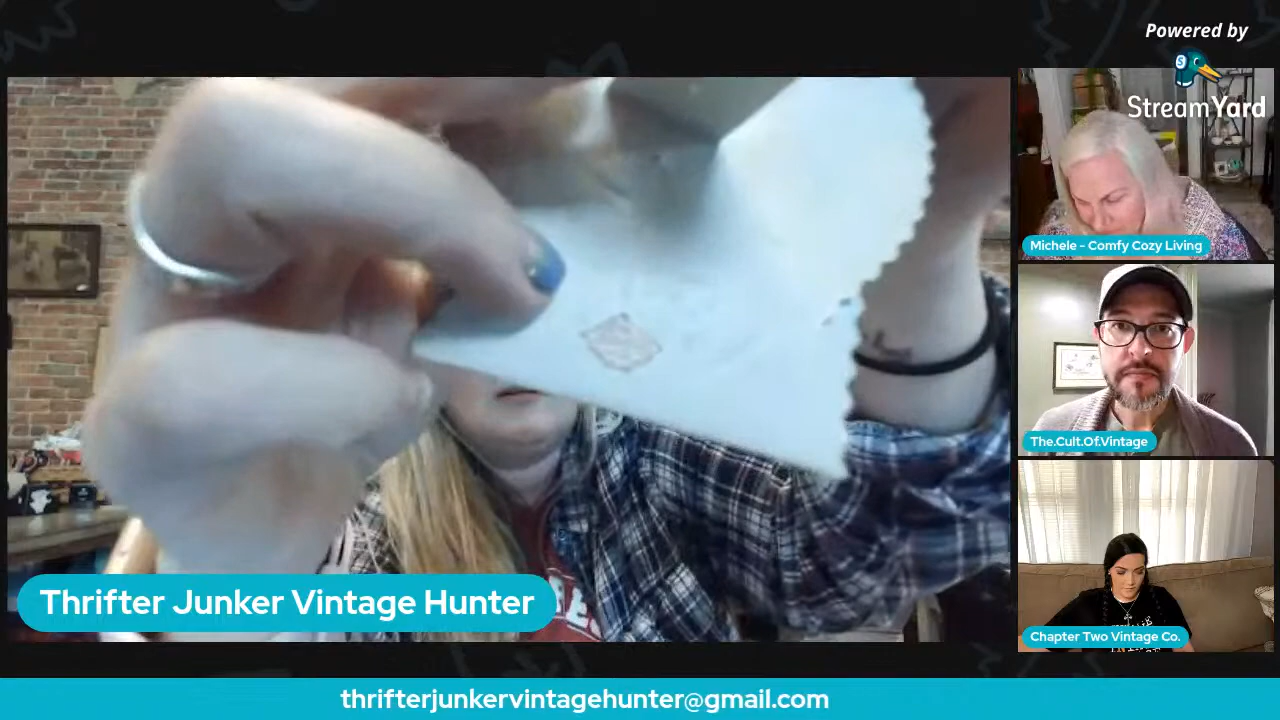 Powered by
StreamYard
Michele - Comfy Cozy Living
The.Cult.Of.Vintage
Thrifter Junker Vintage Hunter
Chapter Two Vintage Co.
thrifterjunkervintagehunter@gmail.com